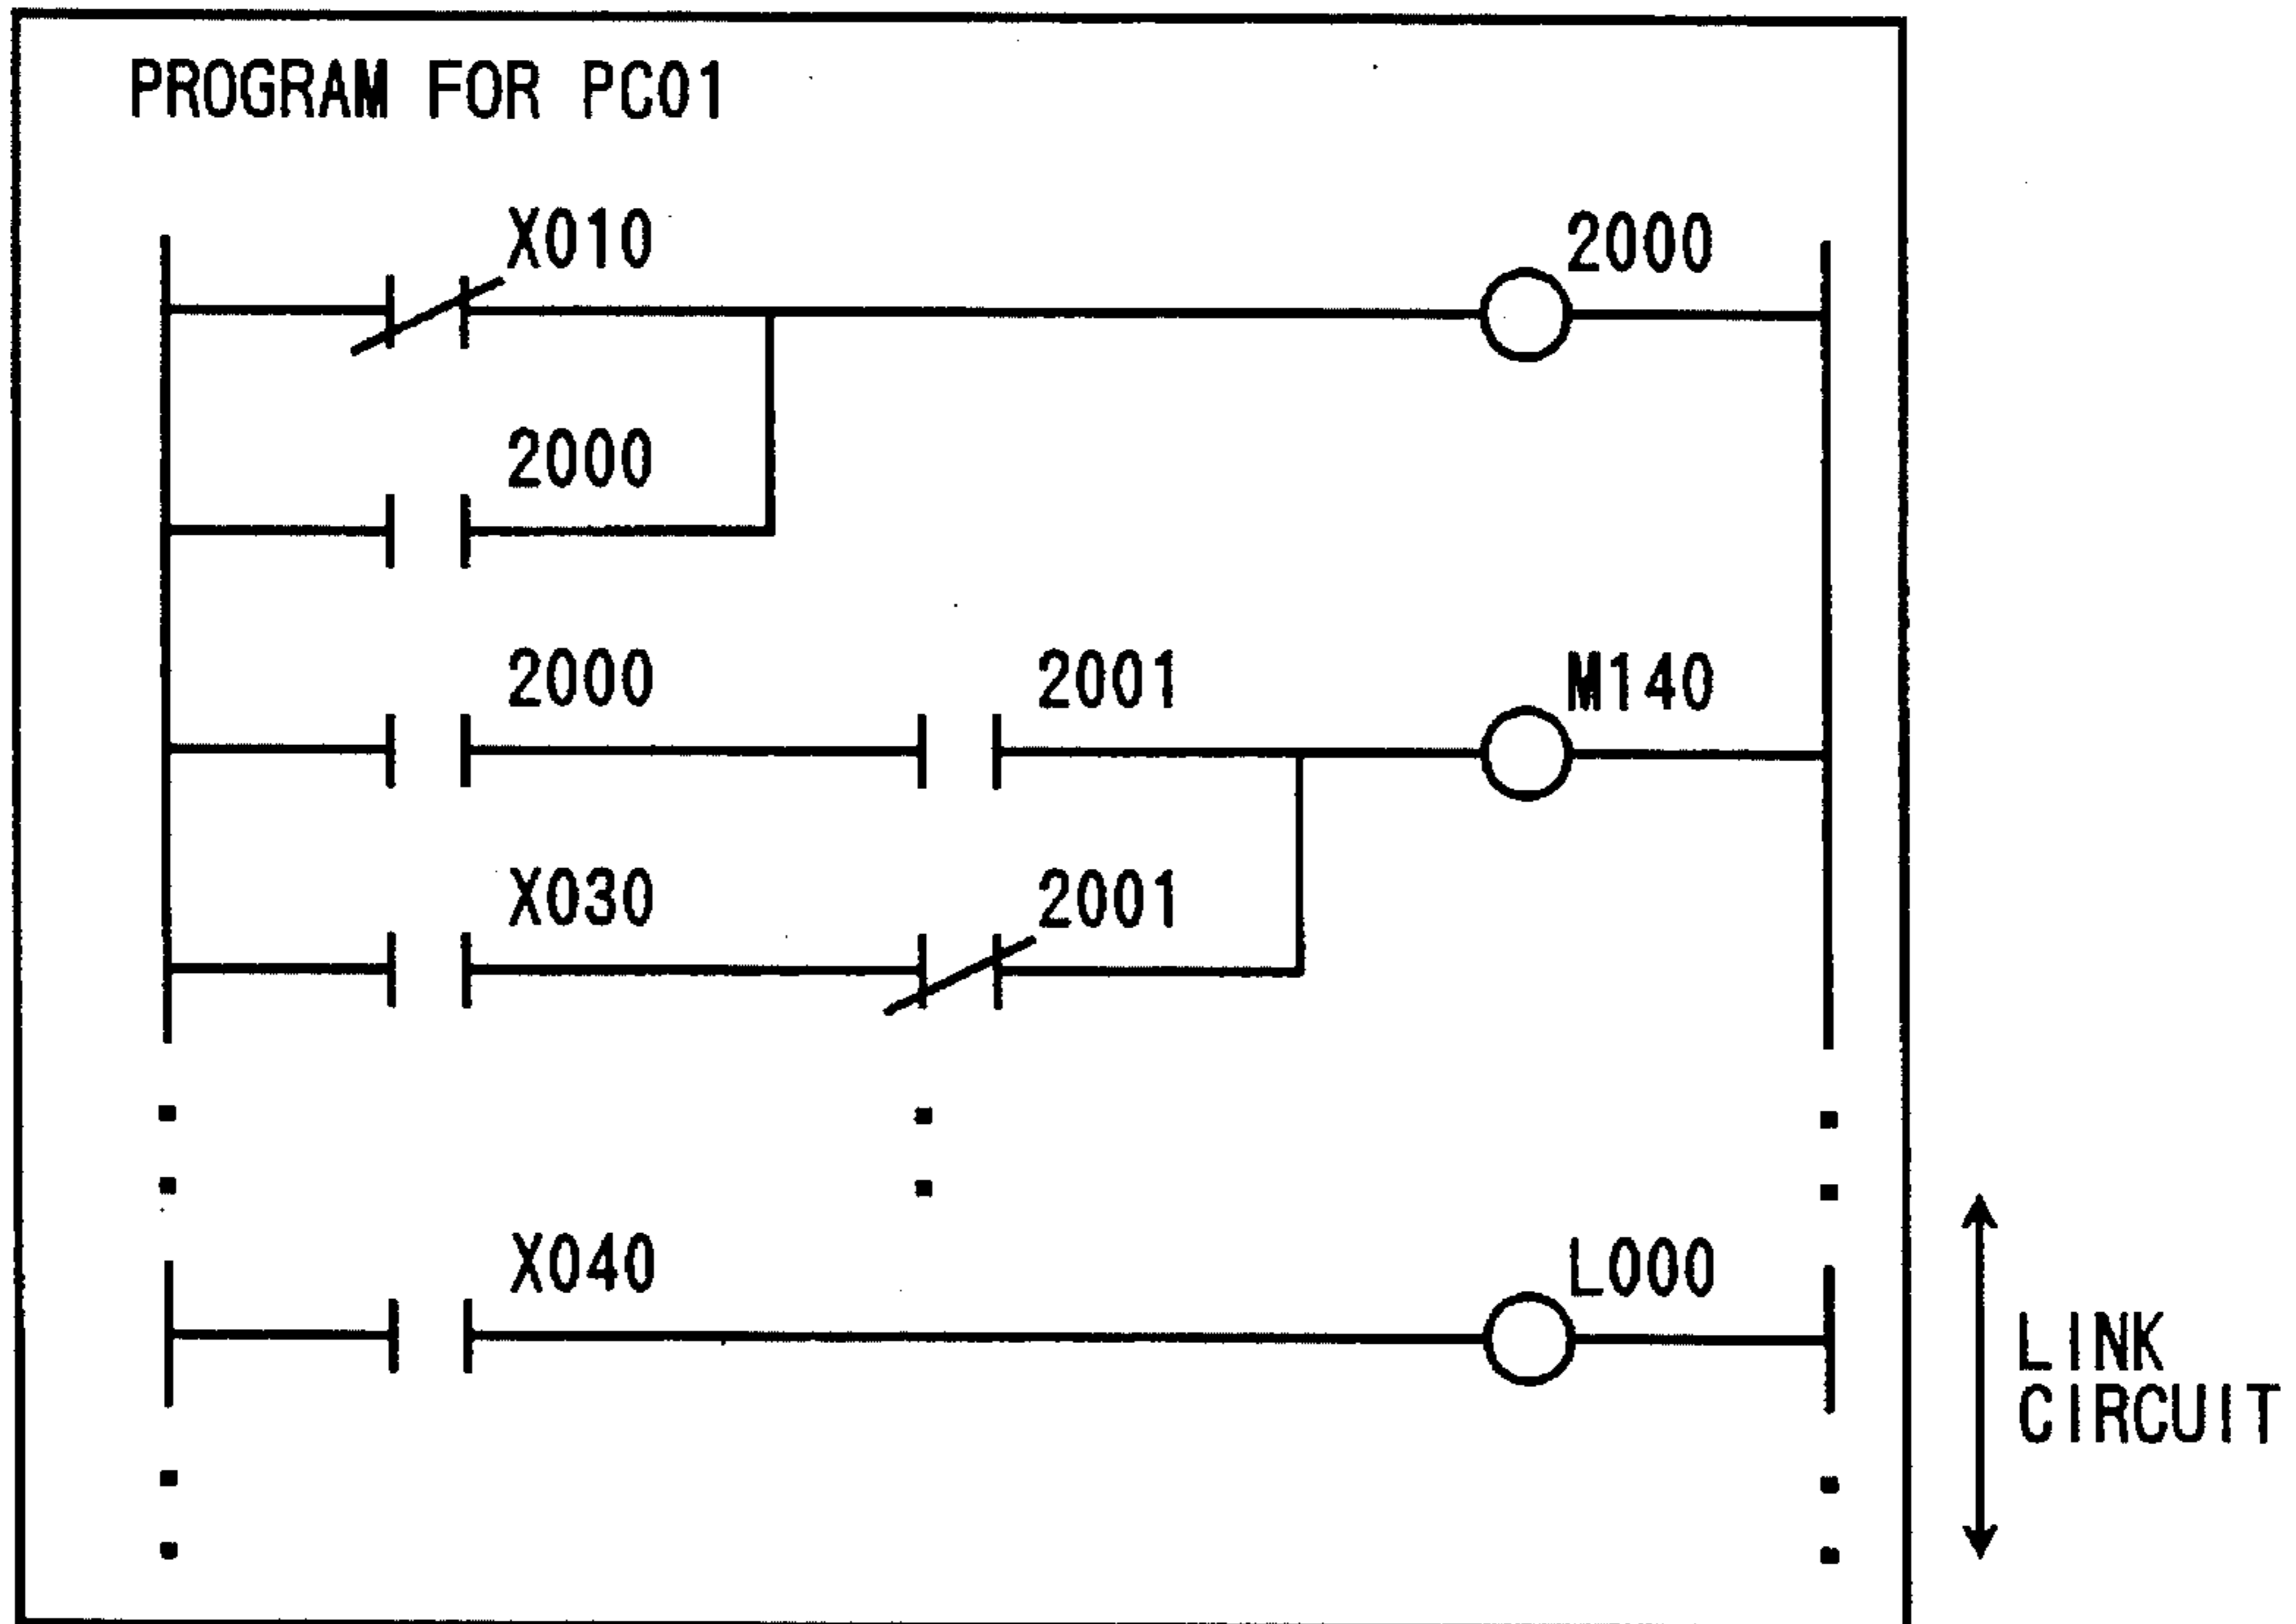 PROGRAM FOR PC01
X010 2000
2000
2000 2001 M140
X030 2001
X040 L000
LINK
CIRCUIT